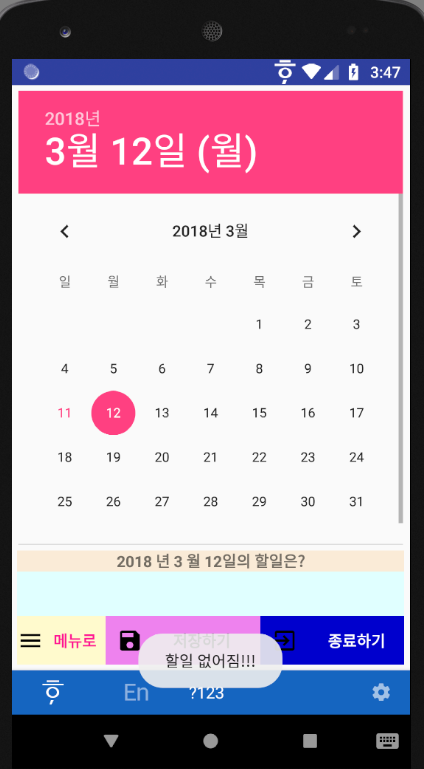 3:47
2018년
3월 12일 (월)
2018년 3월
일 월 화 수 목 금 토
1 2 3
4 5 6 7 8 9 10
11 12 13 14 15 16 17
18 19 20 21 22 23 24
25 26 27 28 29 30 31
2018 년 3 월 12일의 할일은?
메뉴로 저장하기 종료하기
할일 없어짐!!!
En ?123